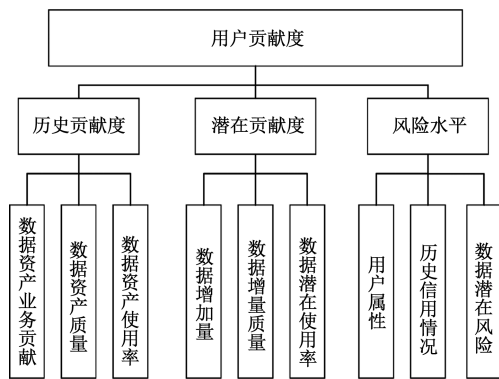 用户贡献度
历史贡献度
潜在贡献度
风险水平
数据资产业务贡献
数据资产质量
数据资产使用率
数据增加量
数据增量质量
数据潜在使用率
用户属性
历史信用情况
数据潜在风险